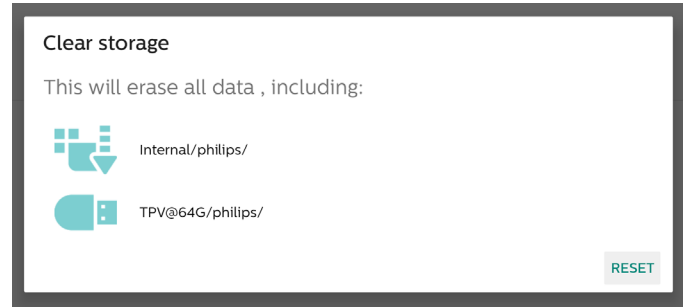 Clear storage
This will erase all data , including:
Internal/philips/
TPV@64G/philips/
RESET